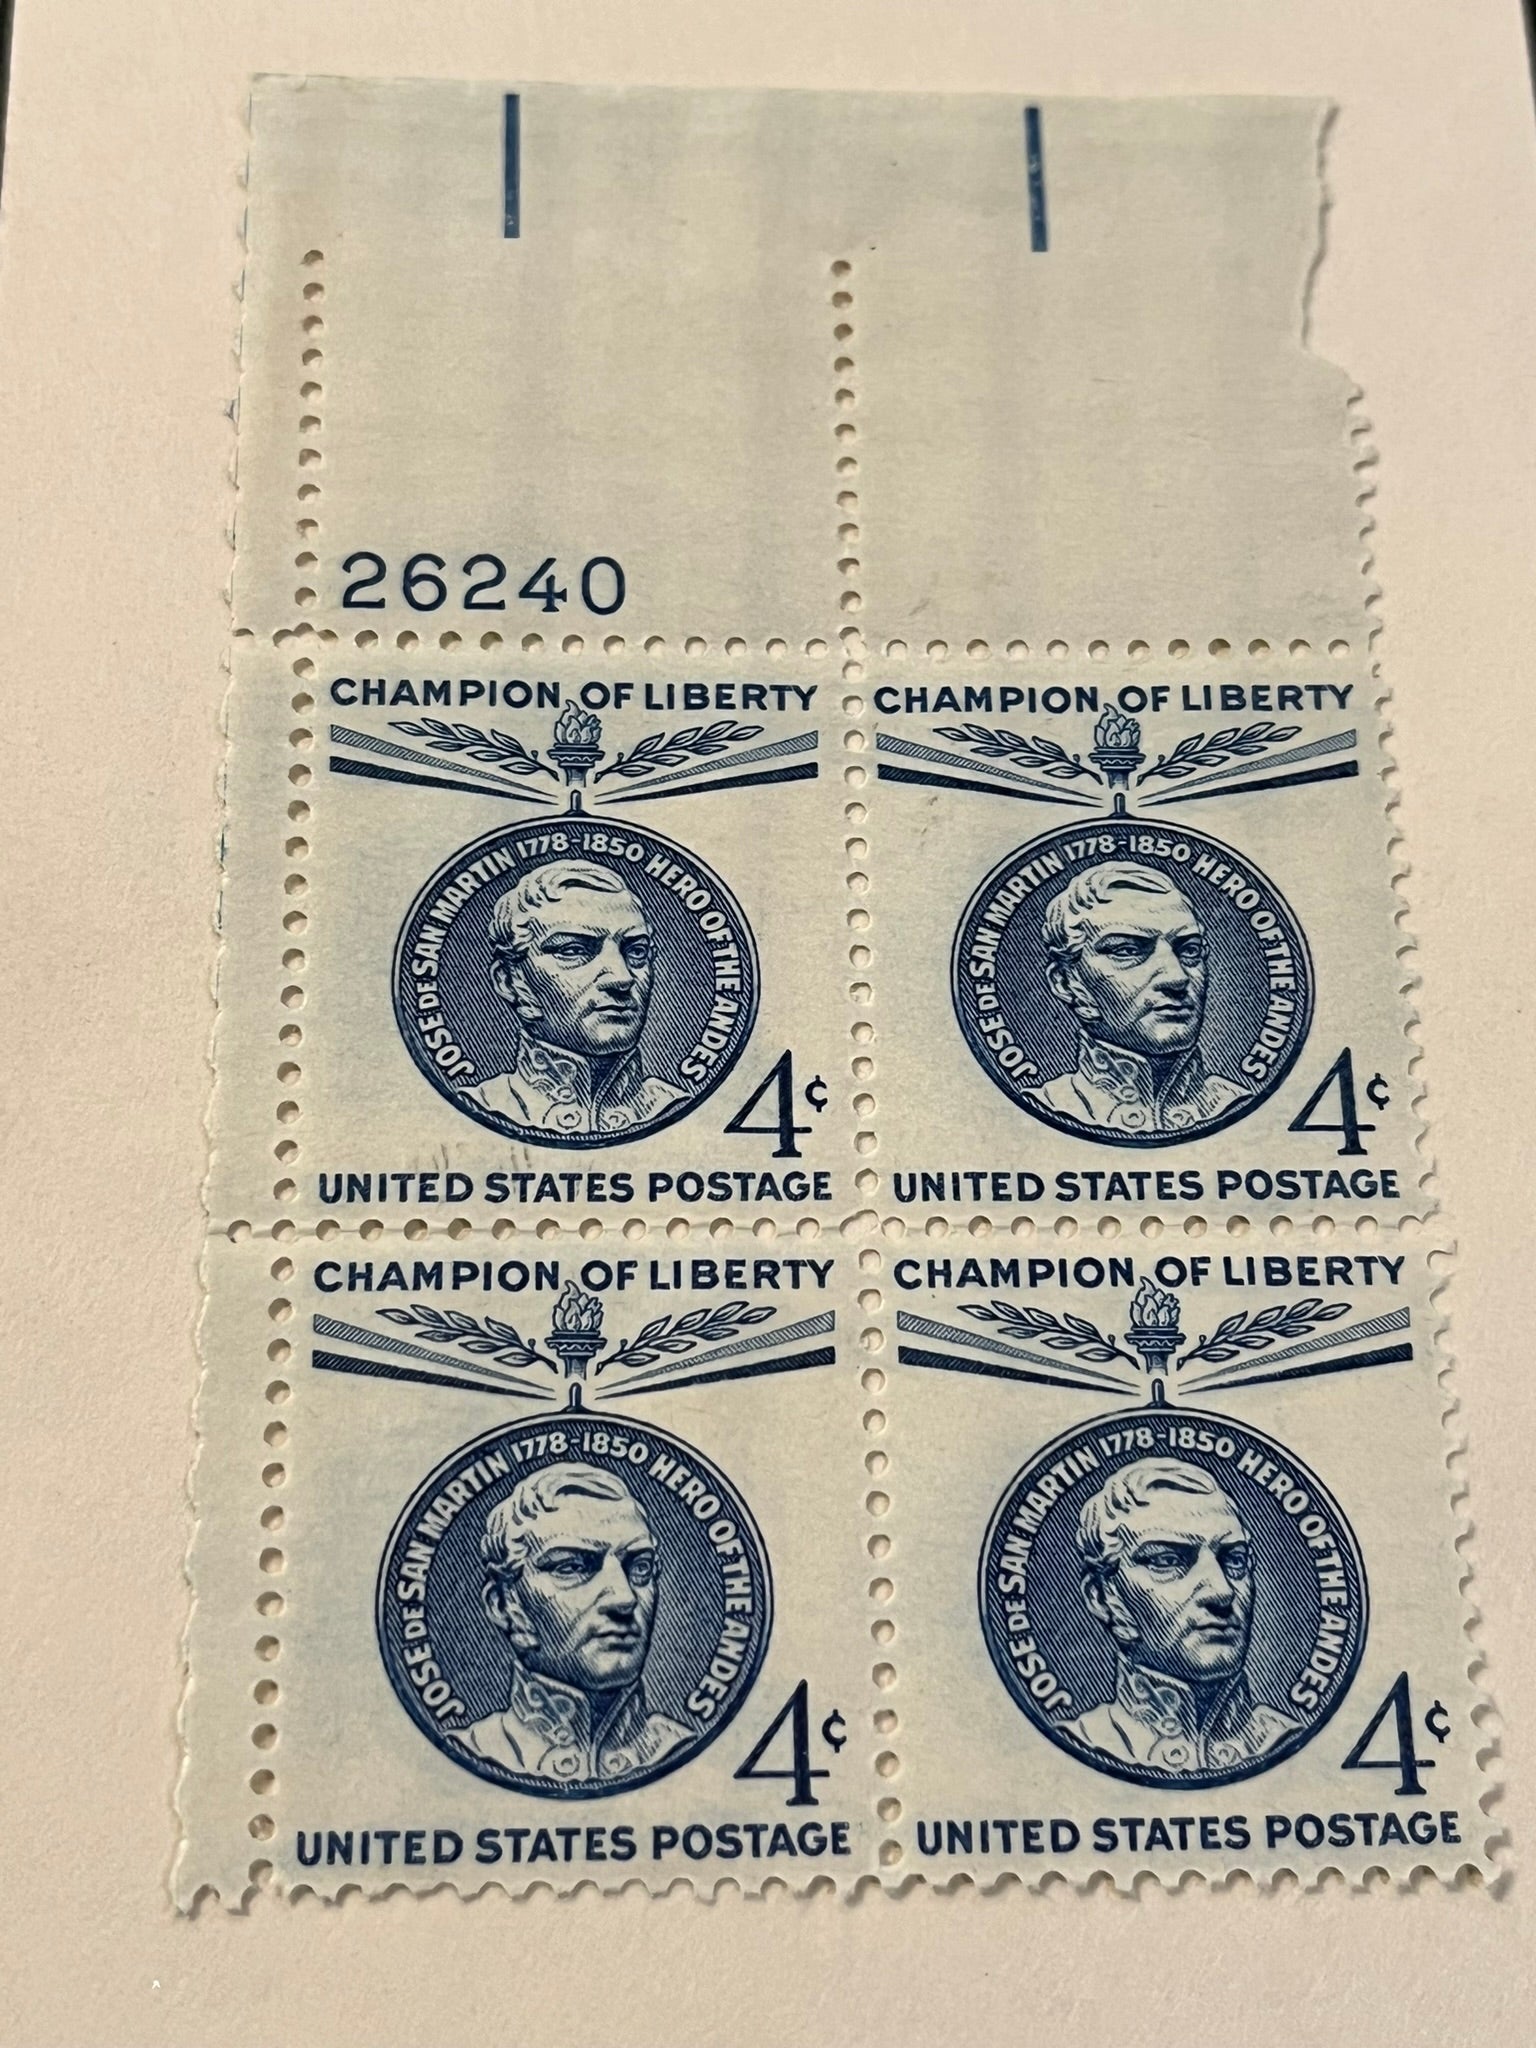 26240
CHAMPION OF LIBERTY
JOSE DE SAN MARTIN 1778-1850 HERO OF THE ANDES
4¢
UNITED STATES POSTAGE
CHAMPION OF LIBERTY
JOSE DE SAN MARTIN 1778-1850 HERO OF THE ANDES
4¢
UNITED STATES POSTAGE
CHAMPION OF LIBERTY
JOSE DE SAN MARTIN 1778-1850 HERO OF THE ANDES
4¢
UNITED STATES POSTAGE
CHAMPION OF LIBERTY
JOSE DE SAN MARTIN 1778-1850 HERO OF THE ANDES
4¢
UNITED STATES POSTAGE